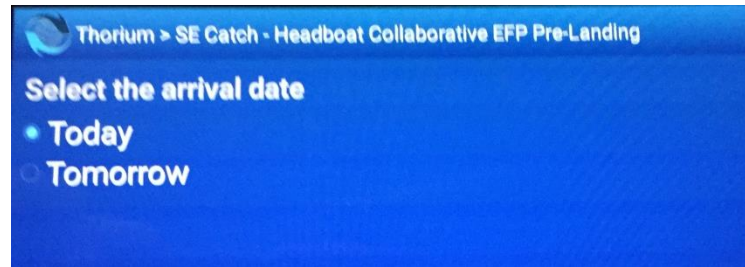 Thorium > SE Catch - Headboat Collaborative EFP Pre-Landing
Select the arrival date
Today
Tomorrow